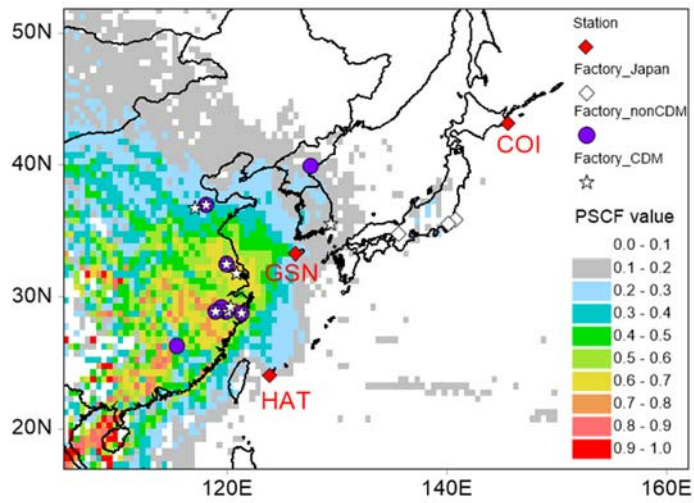 50N
40N
30N
20N
120E
140E
160E
COI
GSN
HAT
Station
Factory_Japan
Factory_nonCDM
Factory_CDM
PSCF value
0.0 - 0.1
0.1 - 0.2
0.2 - 0.3
0.3 - 0.4
0.4 - 0.5
0.5 - 0.6
0.6 - 0.7
0.7 - 0.8
0.8 - 0.9
0.9 - 1.0